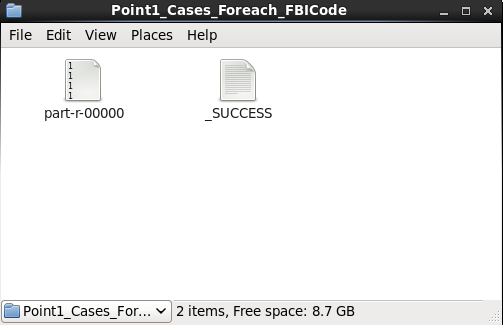 Point1_Cases_Foreach_FBICode
File Edit View Places Help
1
1
1
1
part-r-00000 _SUCCESS
Point1_Cases_For... 2 items, Free space: 8.7 GB